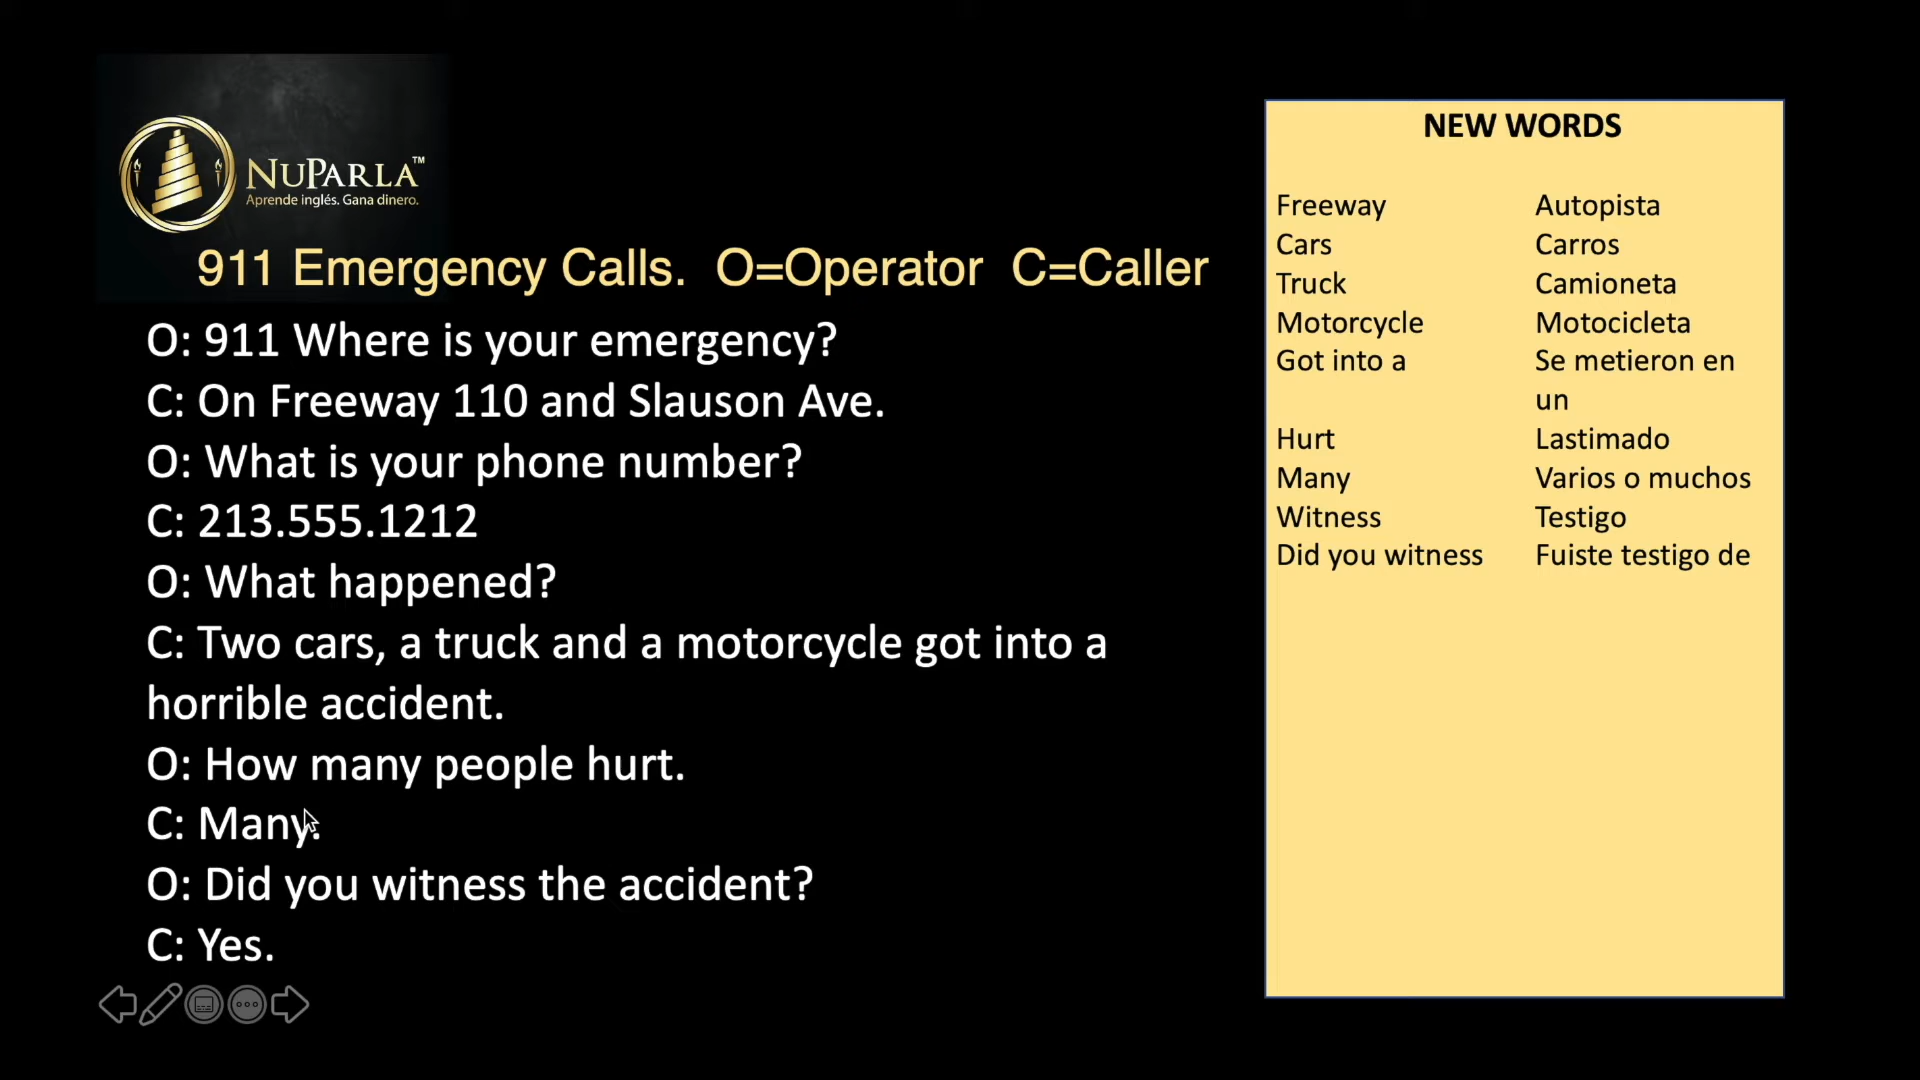 NUPARLA™
Aprende inglés. Gana dinero.
911 Emergency Calls. O=Operator C=Caller
O: 911 Where is your emergency?
C: On Freeway 110 and Slauson Ave.
O: What is your phone number?
C: 213.555.1212
O: What happened?
C: Two cars, a truck and a motorcycle got into a
horrible accident.
O: How many people hurt.
C: Many.
O: Did you witness the accident?
C: Yes.
NEW WORDS
Freeway Autopista
Cars Carros
Truck Camioneta
Motorcycle Motocicleta
Got into a Se metieron en
un
Hurt Lastimado
Many Varios o muchos
Witness Testigo
Did you witness Fuiste testigo de